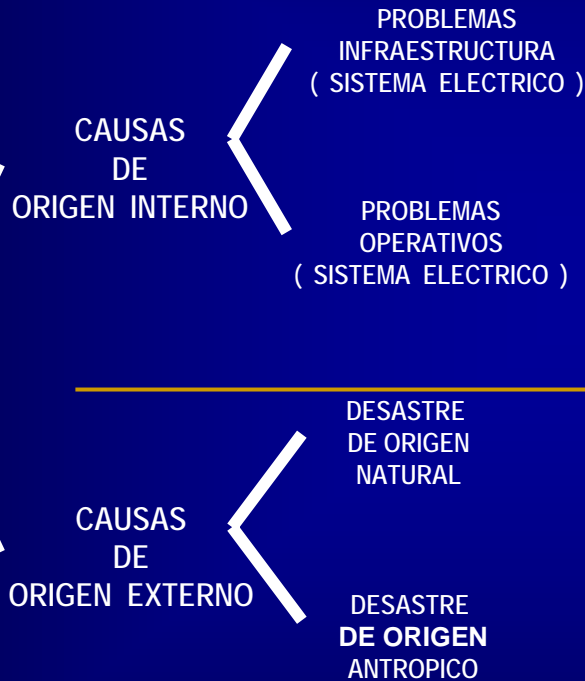 PROBLEMAS
INFRAESTRUCTURA
( SISTEMA ELECTRICO )
CAUSAS
DE
ORIGEN INTERNO
PROBLEMAS
OPERATIVOS
( SISTEMA ELECTRICO )
DESASTRE
DE ORIGEN
NATURAL
CAUSAS
DE
ORIGEN EXTERNO
DESASTRE
DE ORIGEN
ANTROPICO